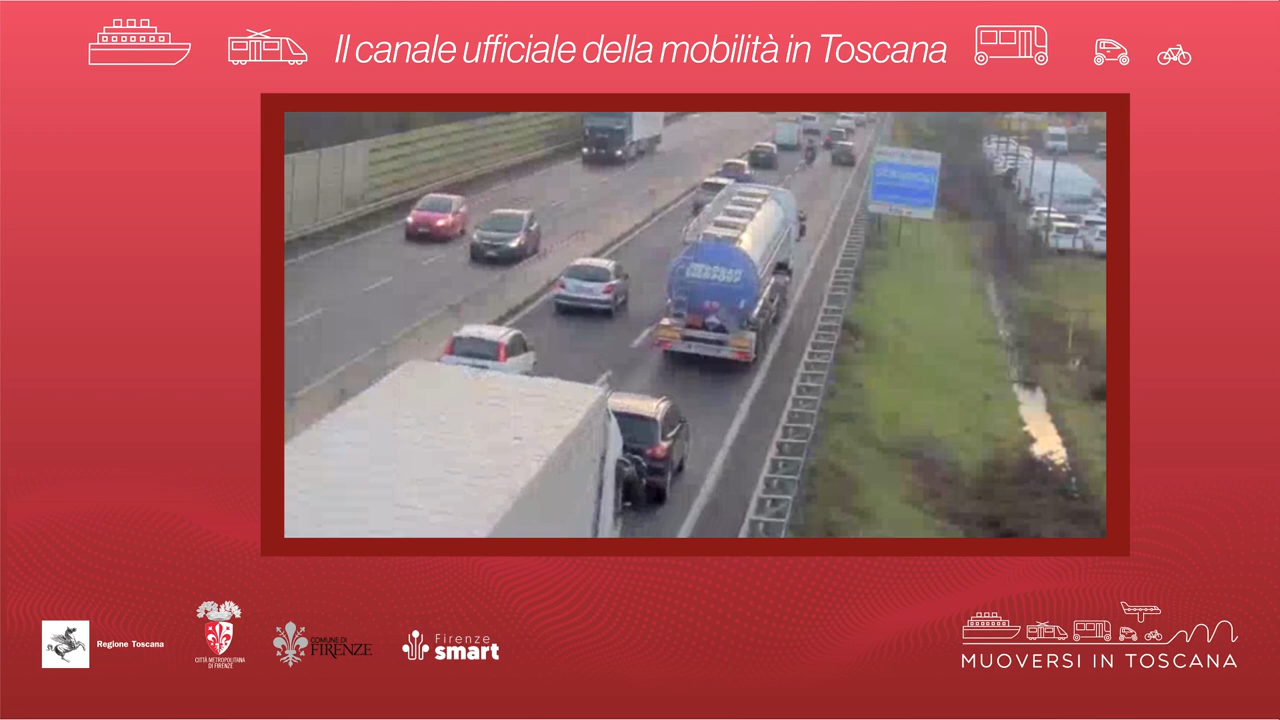 Il canale ufficiale della mobilità in Toscana
Regione Toscana
CITTÀ METROPOLITANA
DI FIRENZE
COMUNE DI
FIRENZE
Firenze
smart
MUOVERSI IN TOSCANA